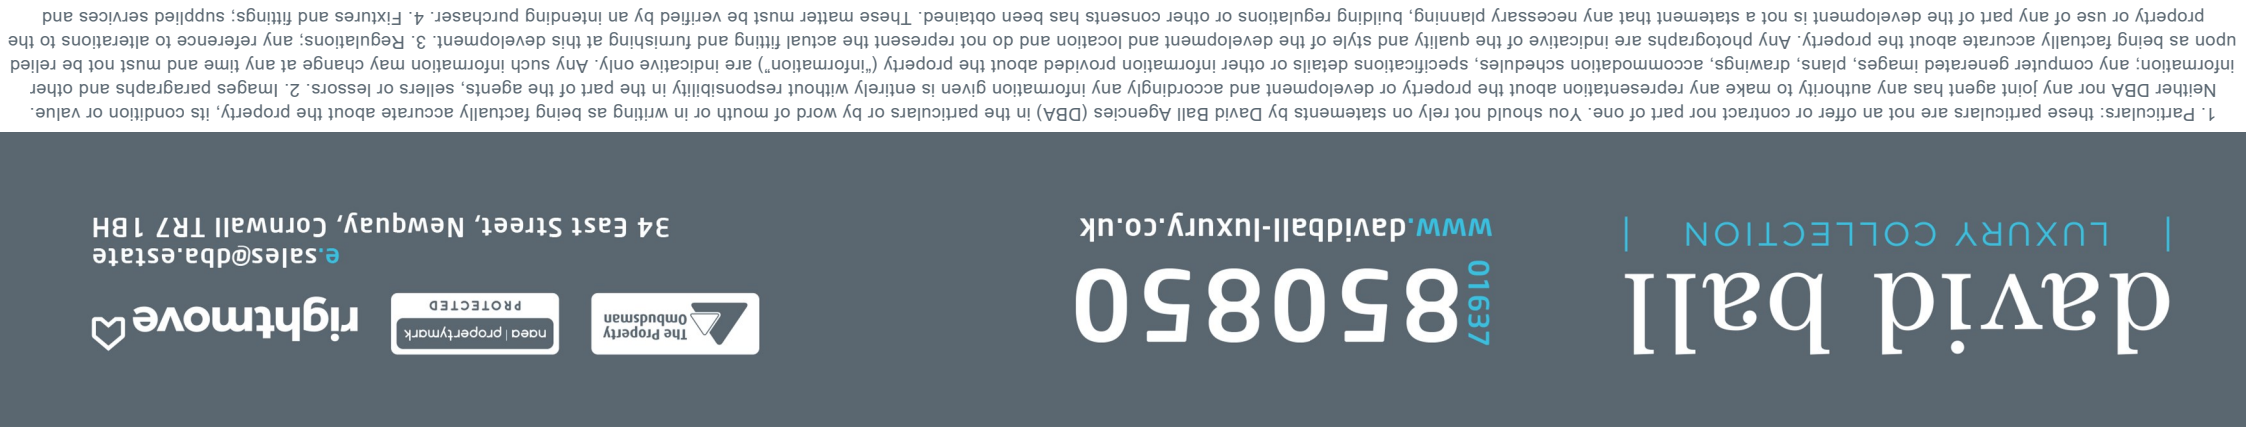 david ball
| LUXURY COLLECTION |
01637 850850
www.davidball-luxury.co.uk
The Property
Ombudsman
naea | propertymark
PROTECTED
rightmove
e.sales@dba.estate
34 East Street, Newquay, Cornwall TR7 1BH
1. Particulars: these particulars are not an offer or contract nor part of one. You should not rely on statements by David Ball Agencies (DBA) in the particulars or by word of mouth or in writing as being factually accurate about the property, its condition or value.
Neither DBA nor any joint agent has any authority to make any representation about the property or development and accordingly any information given is entirely without responsibility in the part of the agents, sellers or lessors. 2. Images paragraphs and other
information; any computer generated images, plans, drawings, accommodation schedules, specifications details or other information provided about the property (“information”) are indicative only. Any such information may change at any time and must not be relied
upon as being factually accurate about the property. Any photographs are indicative of the quality and style of the development and location and do not represent the actual fitting and furnishing at this development. 3. Regulations; any reference to alterations to the
property or use of any part of the development is not a statement that any necessary planning, building regulations or other consents has been obtained. These matter must be verified by an intending purchaser. 4. Fixtures and fittings; supplied services and